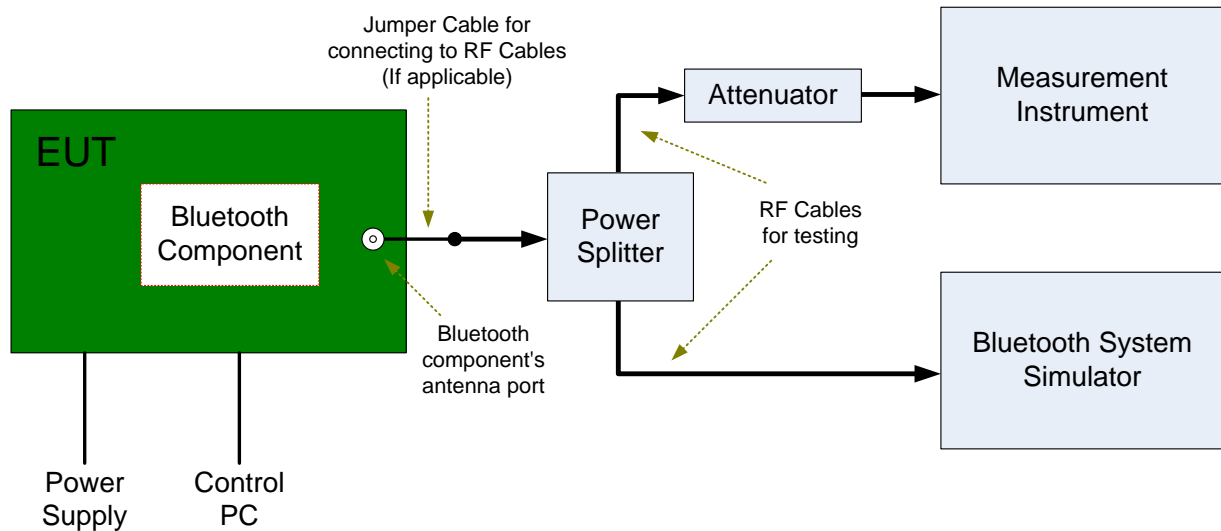 Jumper Cable for
connecting to RF Cables
(If applicable)
EUT
Bluetooth
Component
Bluetooth
component's
antenna port
Power
Supply
Control
PC
Power
Splitter
Attenuator
RF Cables
for testing
Measurement
Instrument
Bluetooth System
Simulator